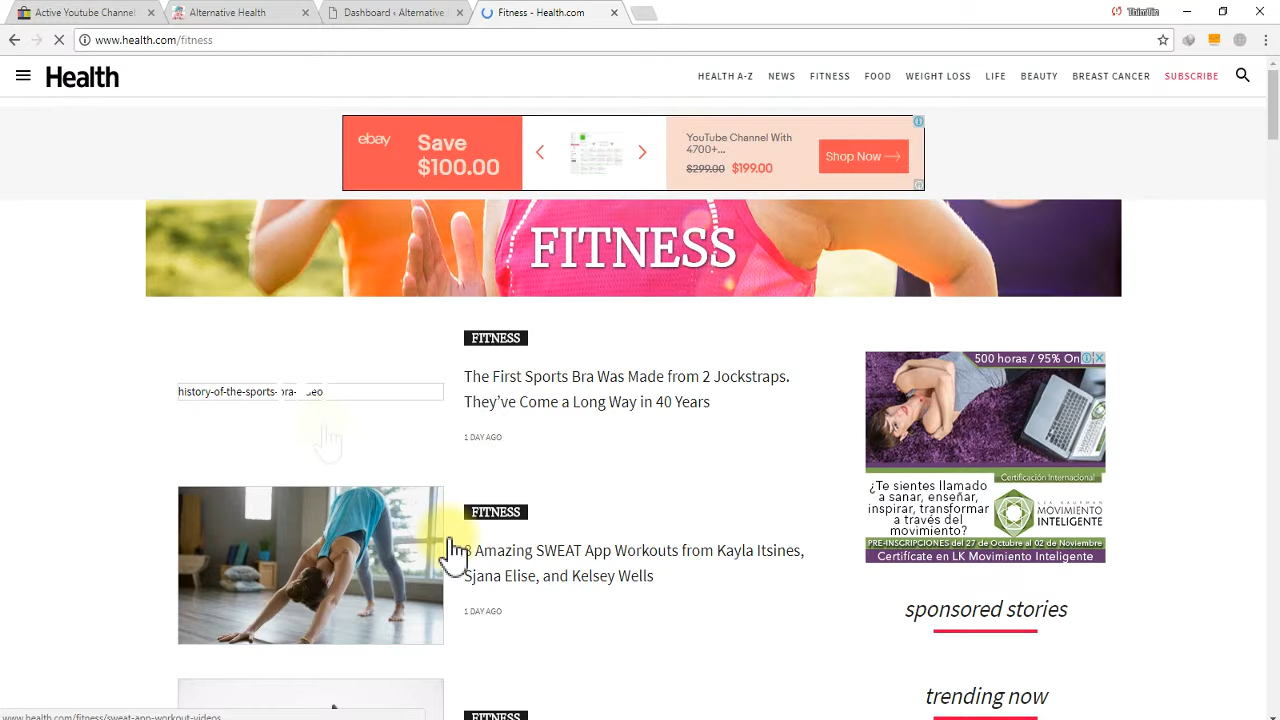 Active Youtube Channel
Alternative Health
Dashboard ‹ Alternative
Fitness - Health.com
ThimTin
www.health.com/fitness
Health
HEALTH A-Z
NEWS
FITNESS
FOOD
WEIGHT LOSS
LIFE
BEAUTY
BREAST CANCER
SUBSCRIBE
ebay
Save
$100.00
YouTube Channel With
4700+...
$299.00 $199.00
Shop Now
FITNESS
FITNESS
The First Sports Bra Was Made from 2 Jockstraps.
They've Come a Long Way in 40 Years
1 DAY AGO
history-of-the-sports-
FITNESS
Amazing SWEAT App Workouts from Kayla Itsines,
Sjana Elise, and Kelsey Wells
1 DAY AGO
FITNESS
500 horas / 95% On
Certificación Internacional
¿Te sientes llamado
a sanar, enseñar,
inspirar, transformar
a través del
movimiento?
MOVIMIENTO
INTELIGENTE
PRE-INSCRIPCIONES DEL 27 de Octubre al 02 de Noviembre
Certifícate en LK Movimiento Inteligente
sponsored stories
trending now
www.health.com/fitness/sweat-app-workout-videos